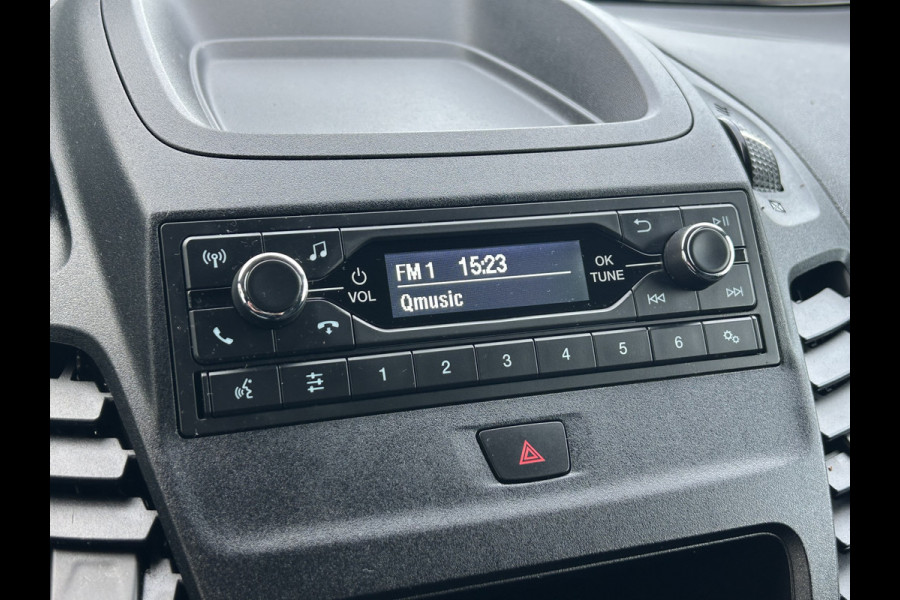 FM 1 15:23
Qmusic
VOL
OK
TUNE
1 2 3 4 5 6